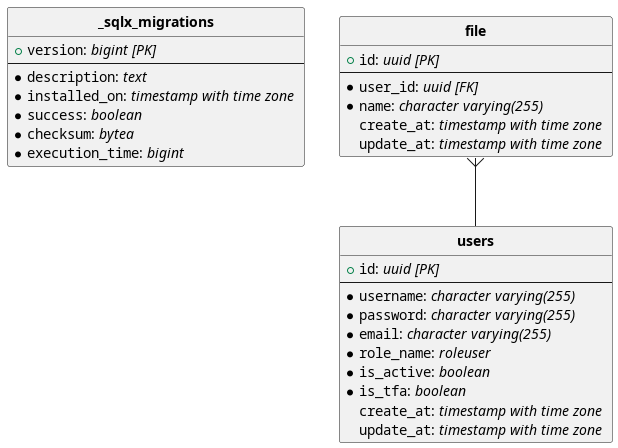 _sqlx_migrations
version: bigint [PK]
description: text
installed_on: timestamp with time zone
success: boolean
checksum: bytea
execution_time: bigint
file
id: uuid [PK]
user_id: uuid [FK]
name: character varying(255)
create_at: timestamp with time zone
update_at: timestamp with time zone
users
id: uuid [PK]
username: character varying(255)
password: character varying(255)
email: character varying(255)
role_name: roleuser
is_active: boolean
is_tfa: boolean
create_at: timestamp with time zone
update_at: timestamp with time zone